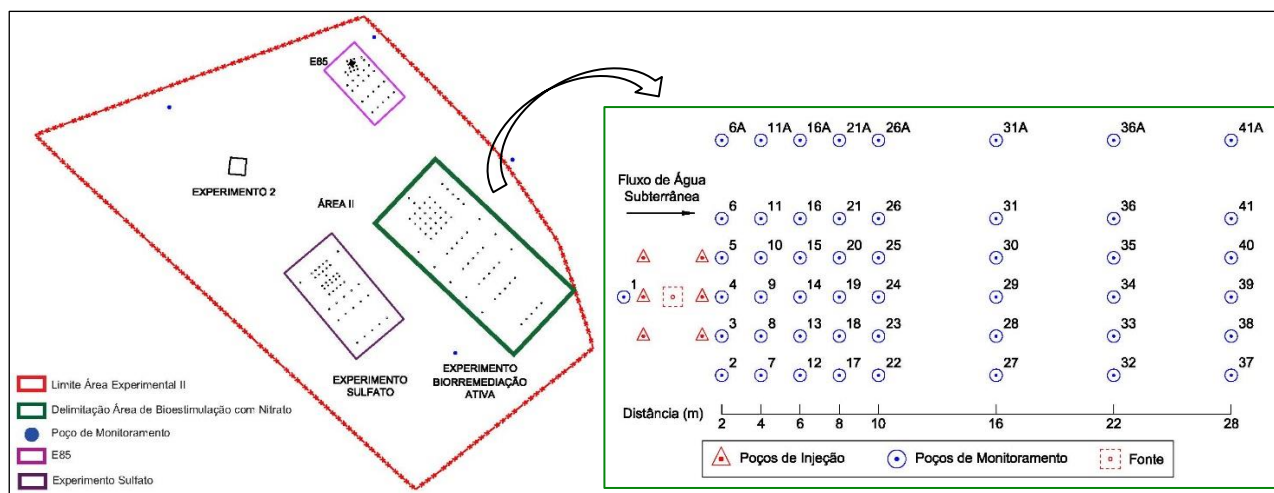 E85
EXPERIMENTO 2
ÁREA II
EXPERIMENTO
SULFATO
EXPERIMENTO
BIORREMEDIAÇÃO
ATIVA
Limite Área Experimental II
Delimitação Área de Bioestimulação com Nitrato
Poço de Monitoramento
E85
Experimento Sulfato
6A 11A 16A 21A 26A 31A 36A 41A
Fluxo de Água
Subterrânea
6 11 16 21 26 31 36 41
5 10 15 20 25 30 35 40
1 4 9 14 19 24 29 34 39
3 8 13 18 23 28 33 38
2 7 12 17 22 27 32 37
Distância (m)
2 4 6 8 10 16 22 28
Poços de Injeção Poços de Monitoramento Fonte